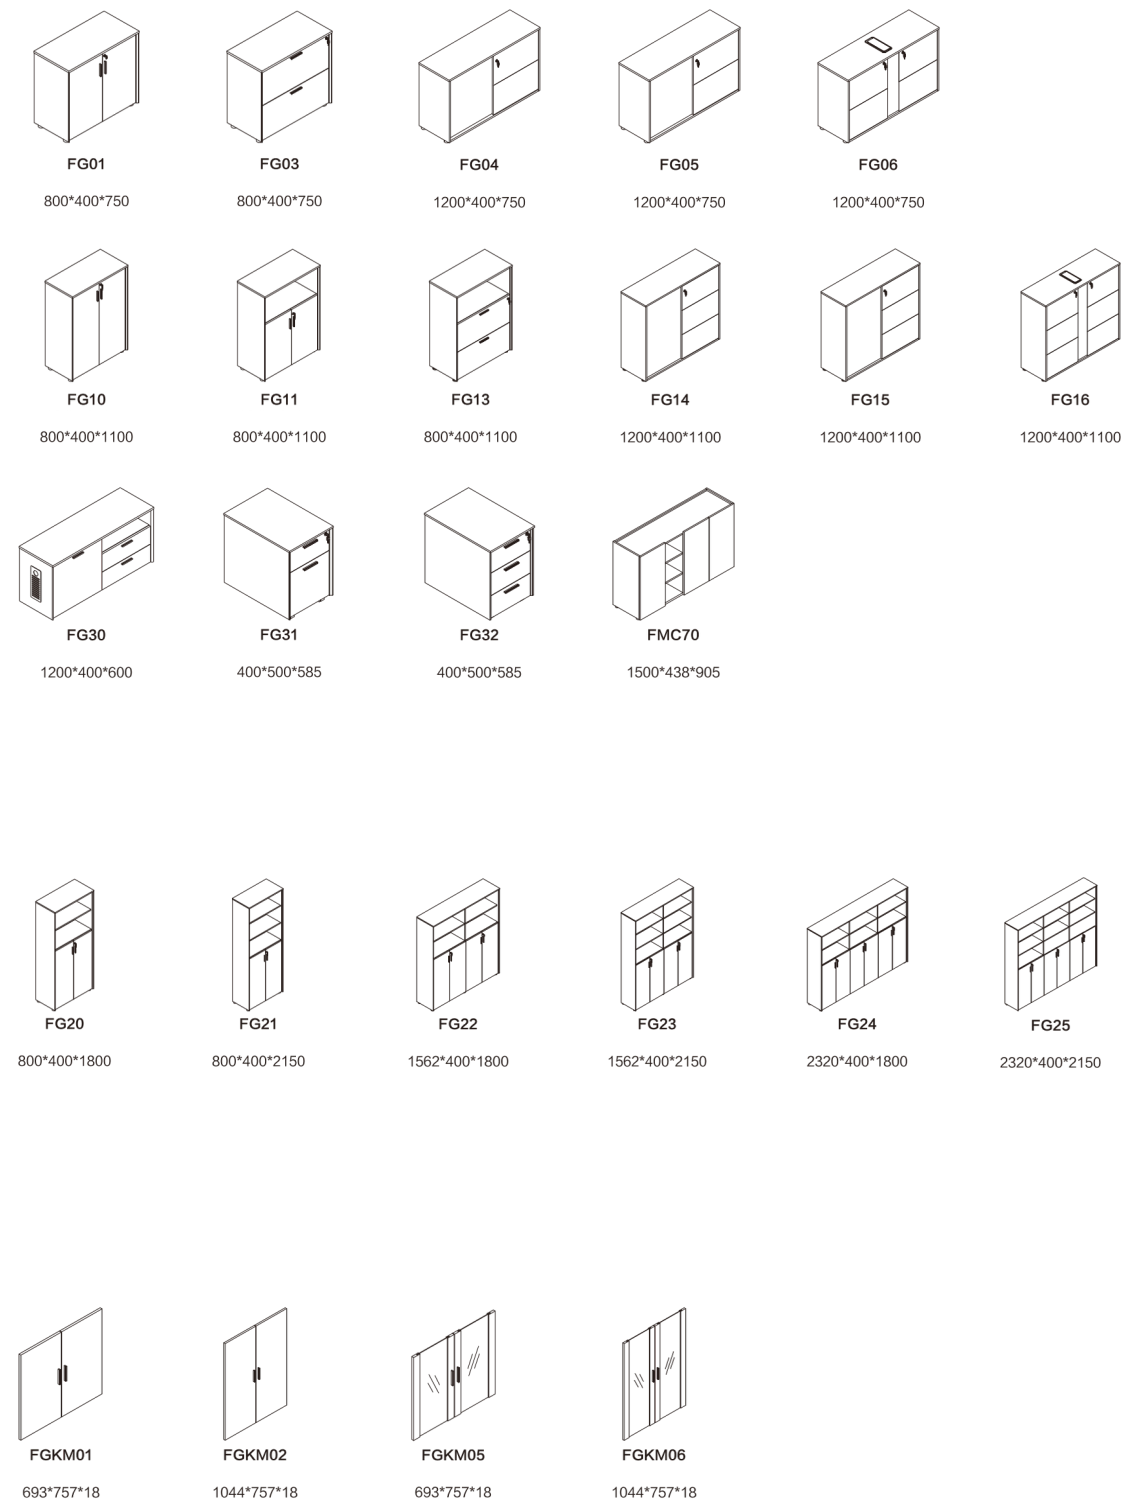 FG01 FG03 FG04 FG05 FG06
800*400*750 800*400*750 1200*400*750 1200*400*750 1200*400*750
FG10 FG11 FG13 FG14 FG15 FG16
800*400*1100 800*400*1100 800*400*1100 1200*400*1100 1200*400*1100 1200*400*1100
FG30 FG31 FG32 FMC70
1200*400*600 400*500*585 400*500*585 1500*438*905
FG20 FG21 FG22 FG23 FG24 FG25
800*400*1800 800*400*2150 1562*400*1800 1562*400*2150 2320*400*1800 2320*400*2150
FGKM01 FGKM02 FGKM05 FGKM06
693*757*18 1044*757*18 693*757*18 1044*757*18